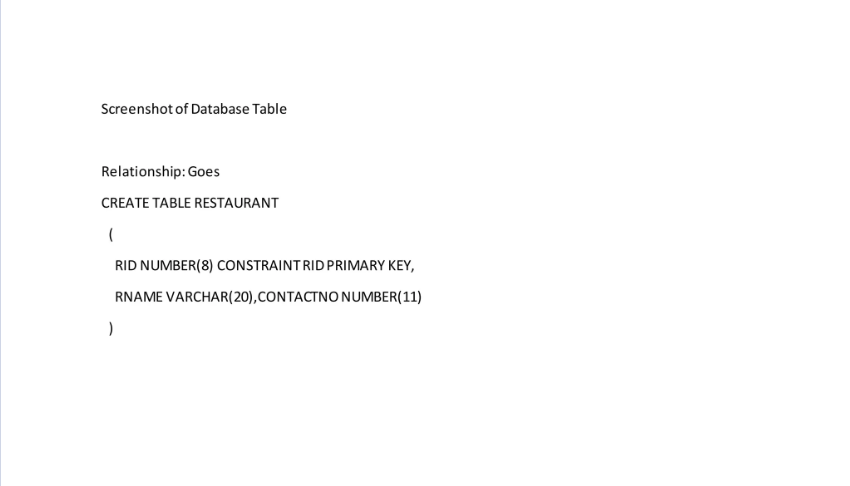 Screenshot of Database Table
Relationship: Goes
CREATE TABLE RESTAURANT
(
RID NUMBER(8) CONSTRAINT RID PRIMARY KEY,
RNAME VARCHAR(20),CONTACTNO NUMBER(11)
)